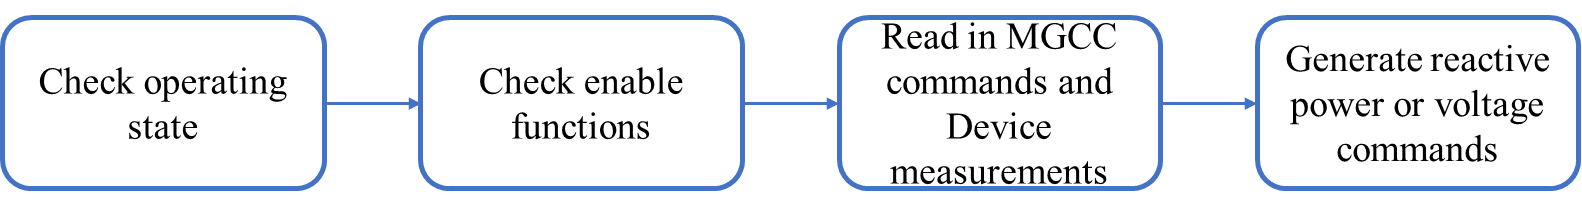 Check operating
state
Check enable
functions
Read in MGCC
commands and
Device
measurements
Generate reactive
power or voltage
commands